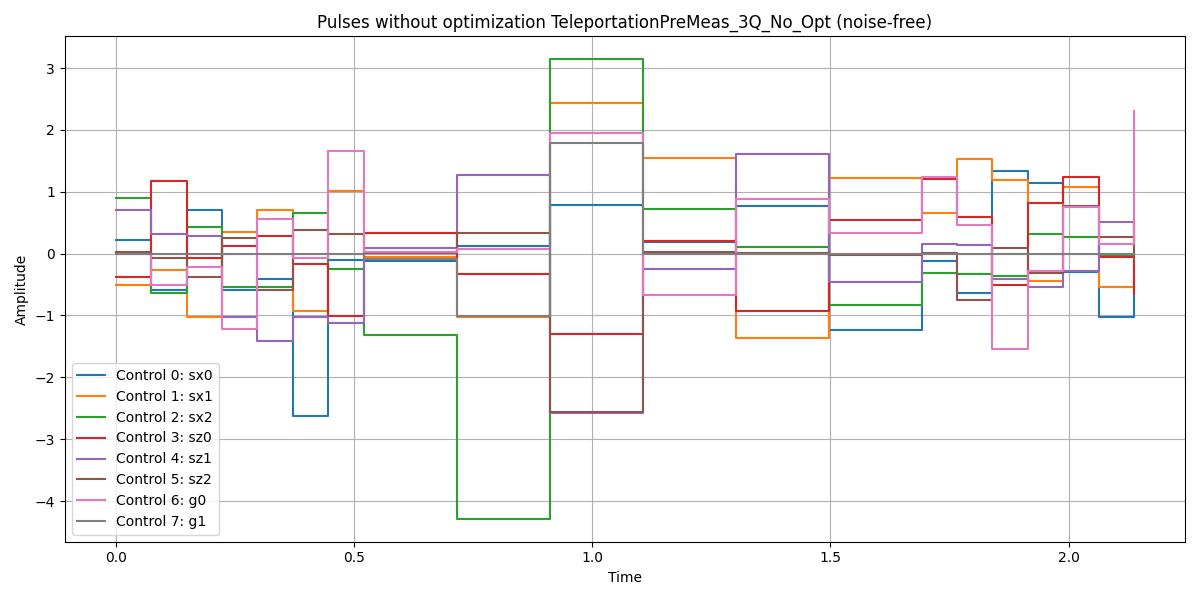 Pulses without optimization TeleportationPreMeas_3Q_No_Opt (noise-free)
Amplitude
3
2
1
0
−1
−2
−3
−4
Control 0: sx0
Control 1: sx1
Control 2: sx2
Control 3: sz0
Control 4: sz1
Control 5: sz2
Control 6: g0
Control 7: g1
0.0 0.5 1.0 1.5 2.0
Time